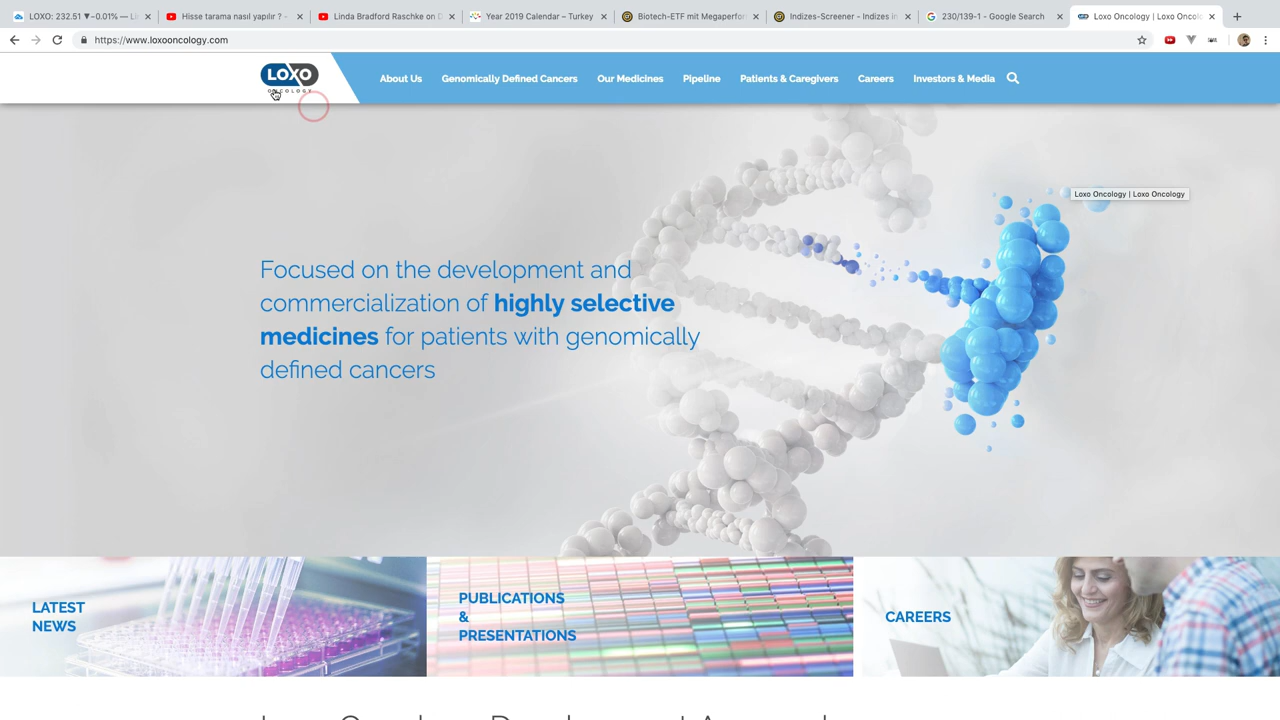 LOXO: 232.51 ▼−0.01% — Li
Hisse tarama nasıl yapılır ? -
Linda Bradford Raschke on D
Year 2019 Calendar – Turkey
Biotech-ETF mit Megaperfor
Indizes-Screener - Indizes in
230/139-1 - Google Search
Loxo Oncology | Loxo Oncolo
https://www.loxooncology.com
LOXO
ONCOLOGY
About Us
Genomically Defined Cancers
Our Medicines
Pipeline
Patients & Caregivers
Careers
Investors & Media
Loxo Oncology | Loxo Oncology
Focused on the development and
commercialization of highly selective
medicines for patients with genomically
defined cancers
LATEST
NEWS
PUBLICATIONS
&
PRESENTATIONS
CAREERS